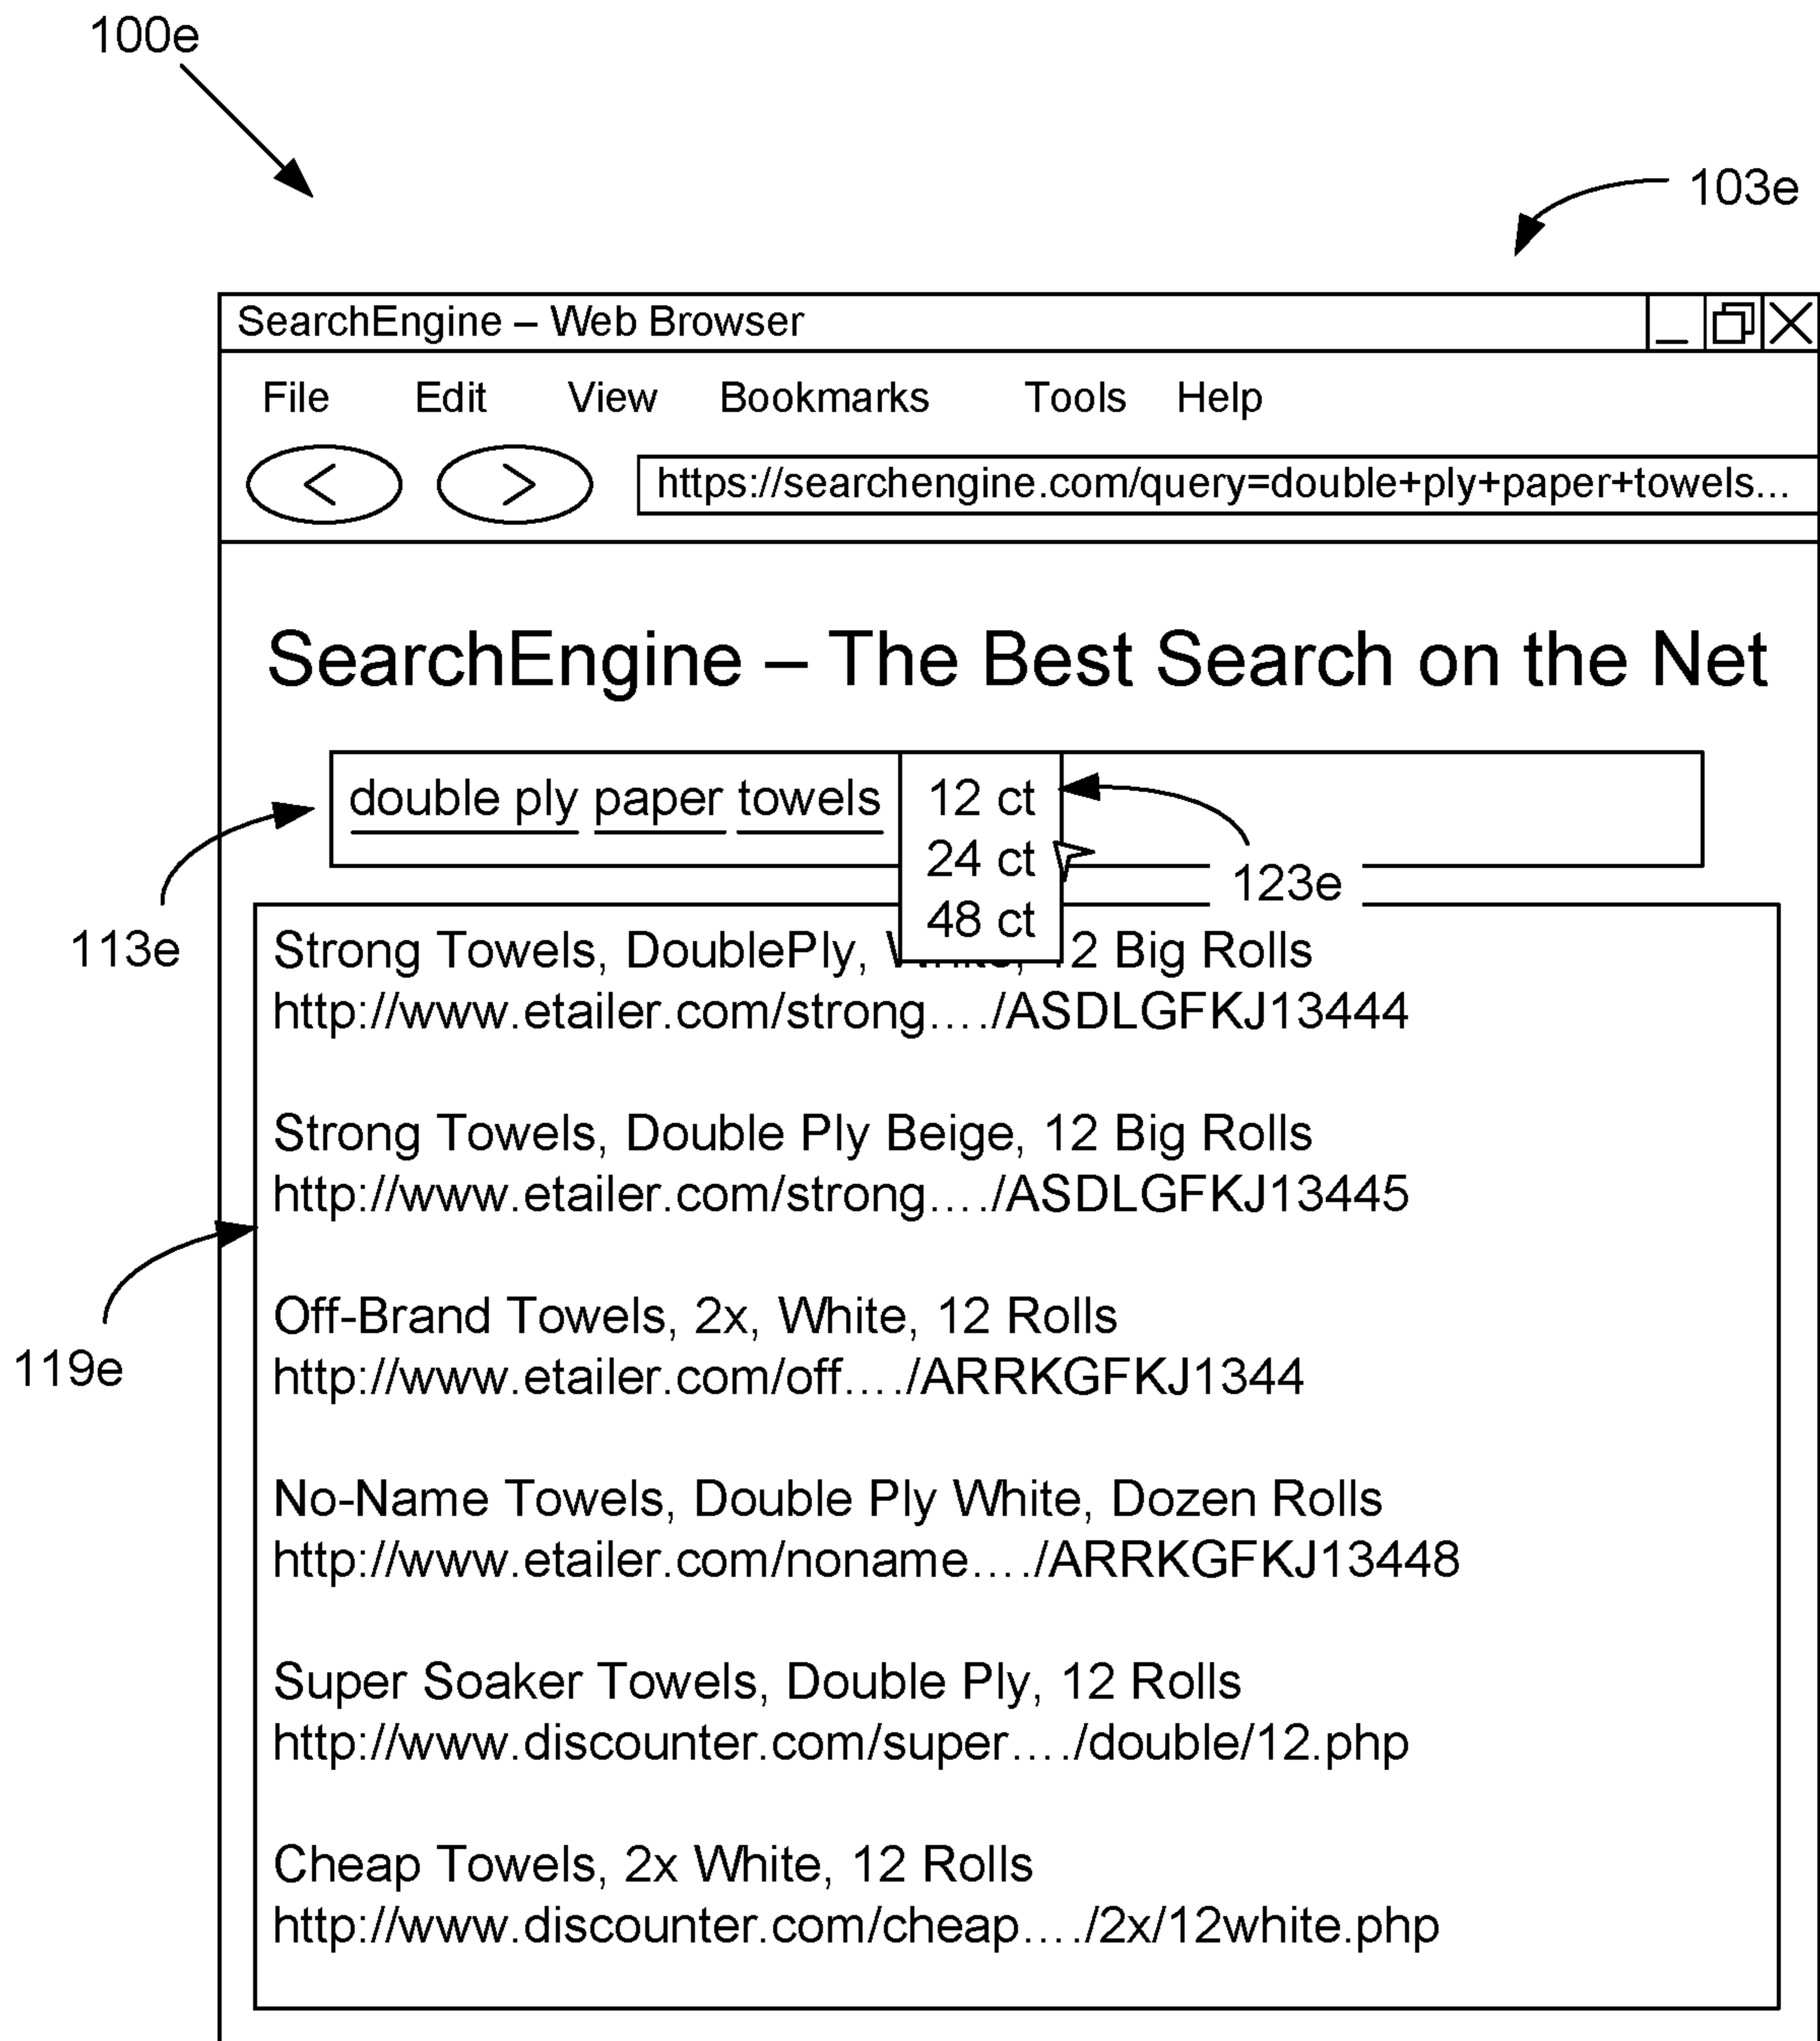 100e
103e
SearchEngine – Web Browser
File Edit View Bookmarks Tools Help
< > https://searchengine.com/query=double+ply+paper+towels...
SearchEngine – The Best Search on the Net
double ply paper towels 12 ct
24 ct
48 ct
123e
113e
Strong Towels, DoublePly, 2 Big Rolls
http://www.etailer.com/strong…./ASDLGFKJ13444
Strong Towels, Double Ply Beige, 12 Big Rolls
http://www.etailer.com/strong…./ASDLGFKJ13445
119e
Off-Brand Towels, 2x, White, 12 Rolls
http://www.etailer.com/off…./ARRKGFKJ1344
No-Name Towels, Double Ply White, Dozen Rolls
http://www.etailer.com/noname…./ARRKGFKJ13448
Super Soaker Towels, Double Ply, 12 Rolls
http://www.discounter.com/super…./double/12.php
Cheap Towels, 2x White, 12 Rolls
http://www.discounter.com/cheap…./2x/12white.php